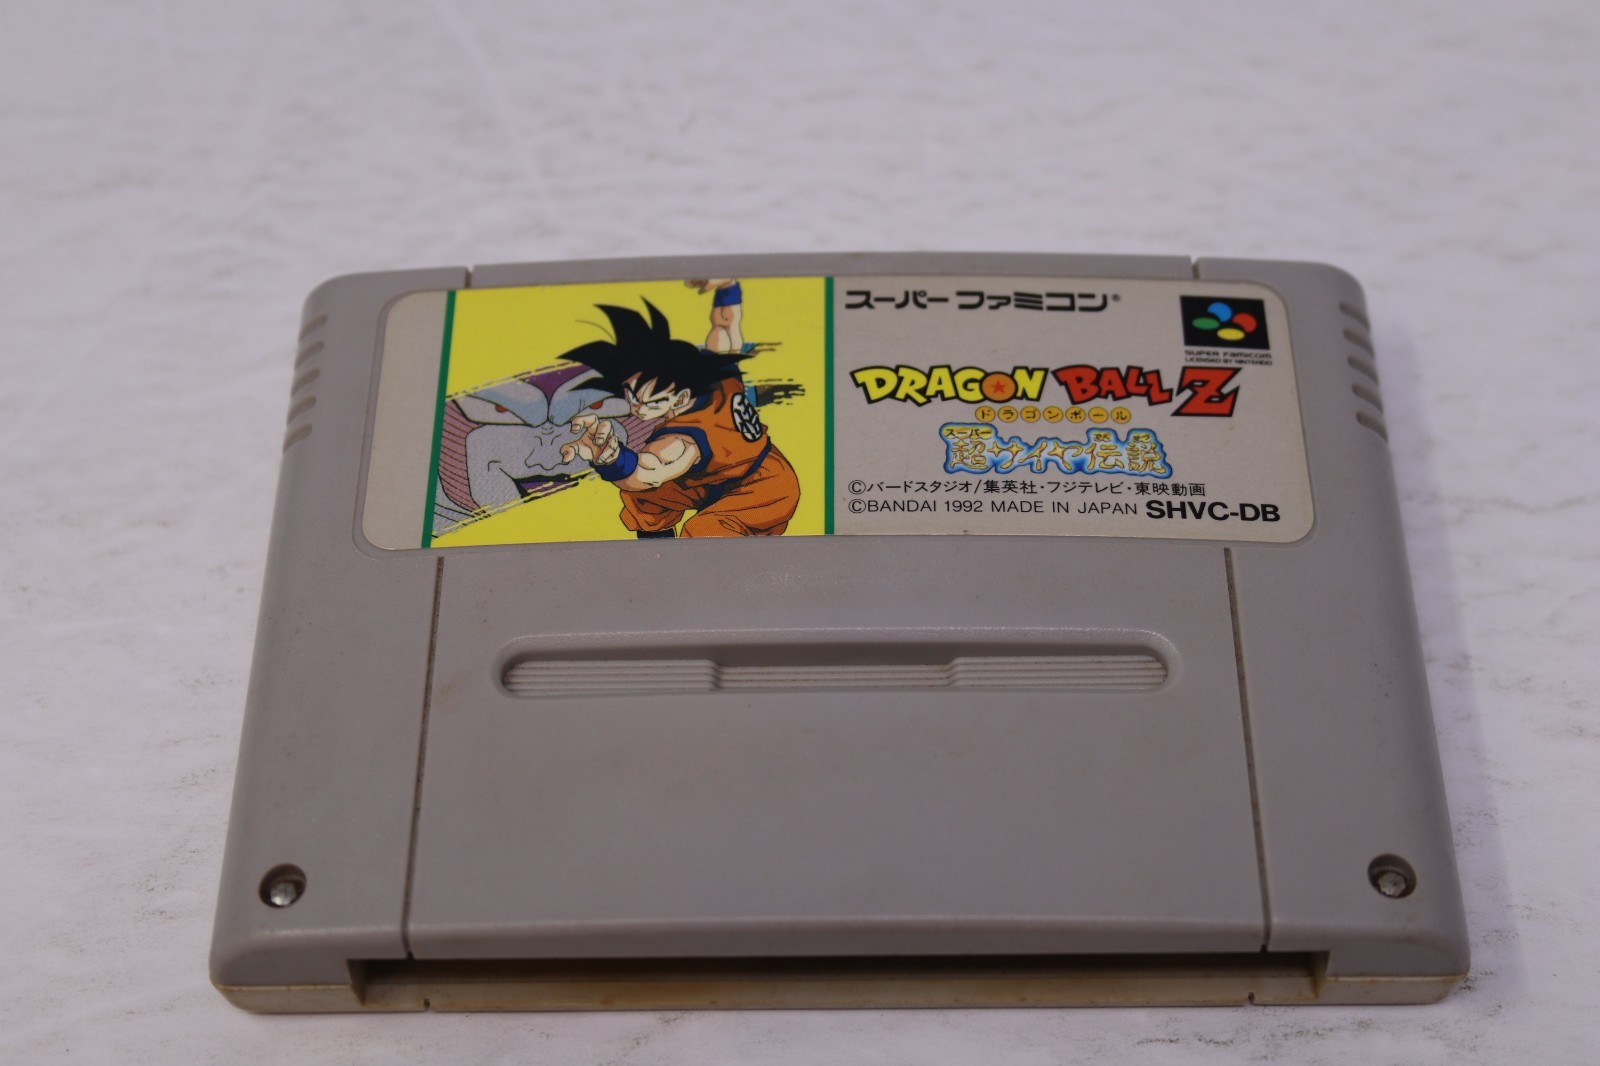 スーパーファミコン®
SUPER FAMICOM
LICENSED BY NINTENDO
DRAGON BALL Z
ドラゴンボール
スーパー
超サイヤ伝説
©バードスタジオ/集英社・フジテレビ・東映動画
©BANDAI 1992 MADE IN JAPAN SHVC-DB